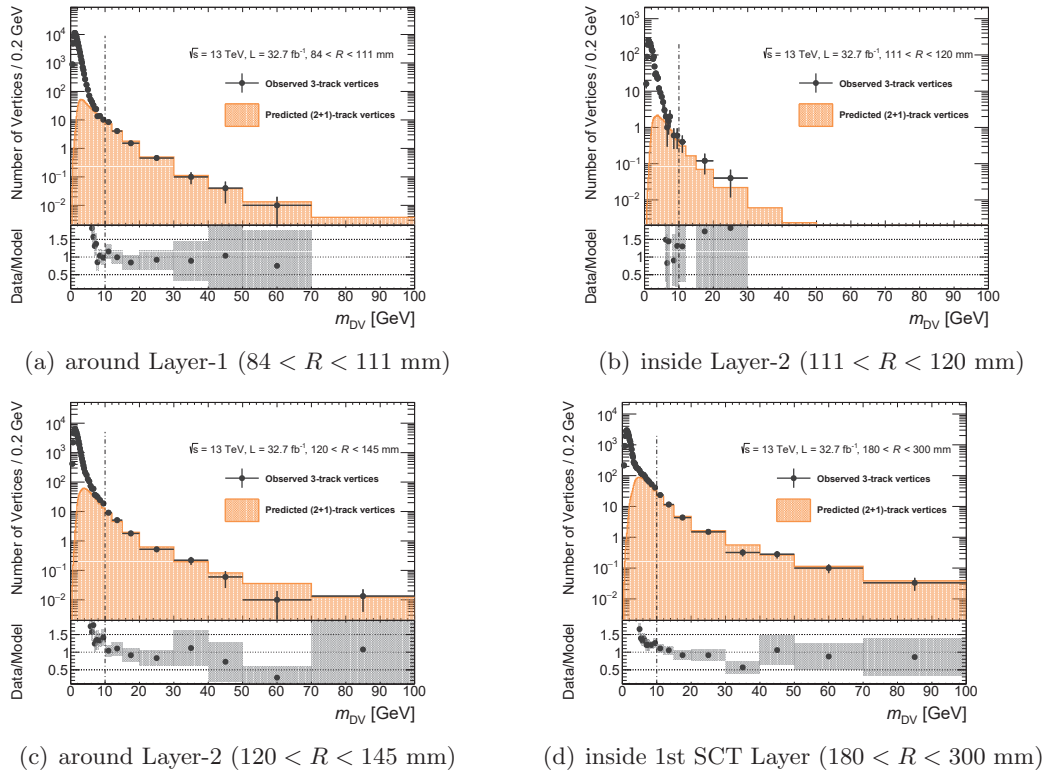 Number of Vertices / 0.2 GeV
10⁴
10³
10²
10
1
10⁻¹
10⁻²
√s = 13 TeV, L = 32.7 fb⁻¹, 84 < R < 111 mm
Observed 3-track vertices
Predicted (2+1)-track vertices
Data/Model
1.5
1
0.5
0 10 20 30 40 50 60 70 80 90 100
m_DV [GeV]
(a) around Layer-1 (84 < R < 111 mm)
Number of Vertices / 0.2 GeV
10³
10²
10
1
10⁻¹
10⁻²
√s = 13 TeV, L = 32.7 fb⁻¹, 111 < R < 120 mm
Observed 3-track vertices
Predicted (2+1)-track vertices
Data/Model
1.5
1
0.5
0 10 20 30 40 50 60 70 80 90 100
m_DV [GeV]
(b) inside Layer-2 (111 < R < 120 mm)
Number of Vertices / 0.2 GeV
10⁴
10³
10²
10
1
10⁻¹
10⁻²
√s = 13 TeV, L = 32.7 fb⁻¹, 120 < R < 145 mm
Observed 3-track vertices
Predicted (2+1)-track vertices
Data/Model
1.5
1
0.5
0 10 20 30 40 50 60 70 80 90 100
m_DV [GeV]
(c) around Layer-2 (120 < R < 145 mm)
Number of Vertices / 0.2 GeV
10⁴
10³
10²
10
1
10⁻¹
10⁻²
√s = 13 TeV, L = 32.7 fb⁻¹, 180 < R < 300 mm
Observed 3-track vertices
Predicted (2+1)-track vertices
Data/Model
1.5
1
0.5
0 10 20 30 40 50 60 70 80 90 100
m_DV [GeV]
(d) inside 1st SCT Layer (180 < R < 300 mm)